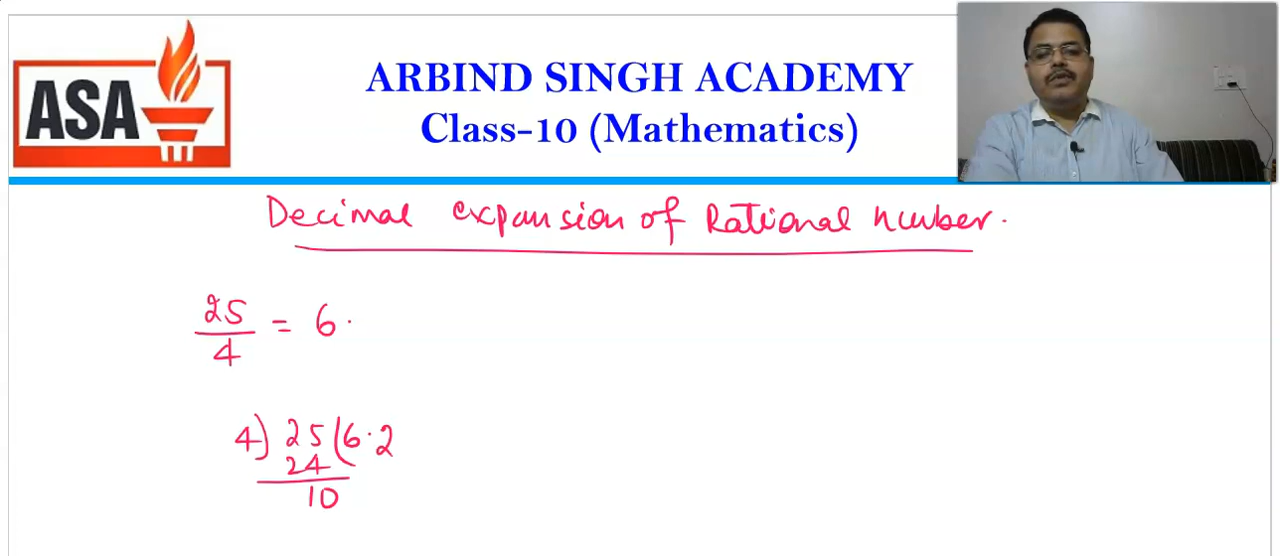 ASA
ARBIND SINGH ACADEMY
Class-10 (Mathematics)
Decimal expansion of Rational number.
25
4
= 6.
4) 25 (6.2
24
10